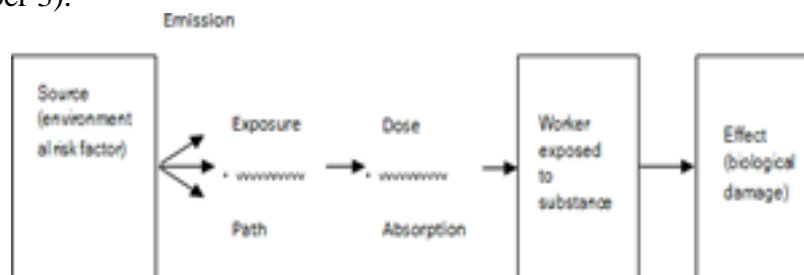 Emission
Source
(environment
al risk factor)
Exposure
Dose
Path
Absorption
Worker
exposed
to
substance
Effect
(biological
damage)